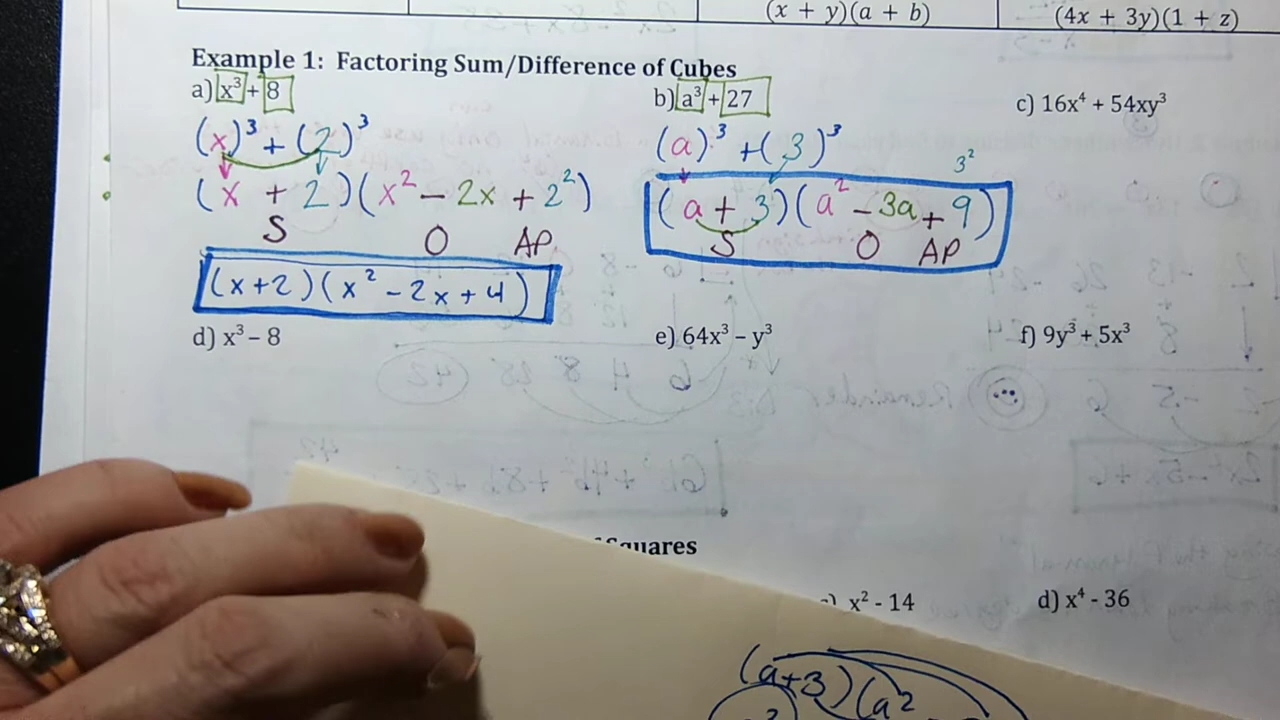 (x + y)(a + b)
(4x + 3y)(1 + z)
Example 1: Factoring Sum/Difference of Cubes
a) x³ + 8
(x)³ + (2)³
(x + 2)(x² − 2x + 2²)
S O AP
(x+2)(x² − 2x + 4)
b) a³ + 27
(a)³ + (3)³
3²
(a + 3)(a² − 3a + 9)
S O AP
c) 16x⁴ + 54xy³
d) x³ – 8
e) 64x³ – y³
f) 9y³ + 5x³
x² - 14
d) x⁴ - 36
(a+3)(a²